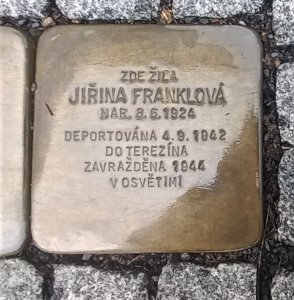 ZDE ŽILA
JIŘINA FRANKLOVÁ
NAR. 8.6.1924
DEPORTOVÁNA 4.9.1942
DO TEREZÍNA
ZAVRAŽDĚNA 1944
V OSVĚTIMI